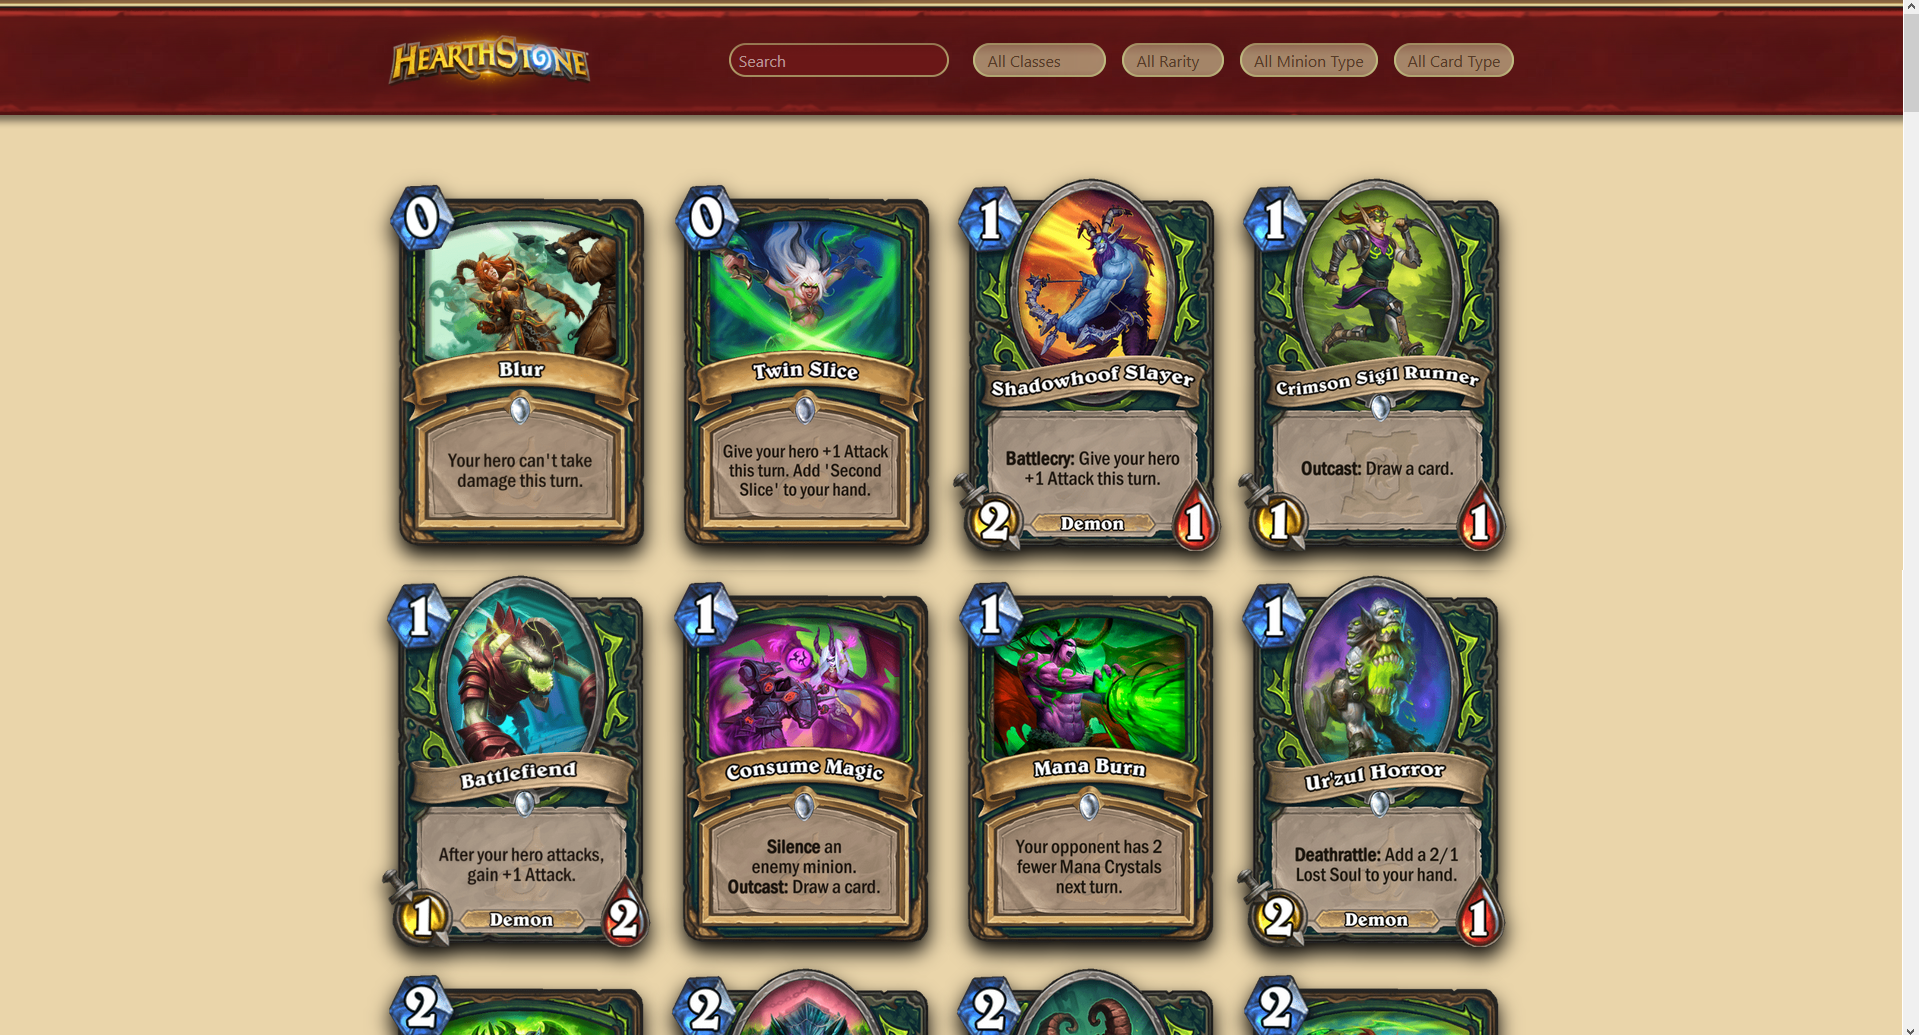 HEARTHSTONE
Search
All Classes
All Rarity
All Minion Type
All Card Type
0
Blur
Your hero can't take
damage this turn.
0
Twin Slice
Give your hero +1 Attack
this turn. Add 'Second
Slice' to your hand.
1
Shadowhoof Slayer
Battlecry: Give your hero
+1 Attack this turn.
2
Demon
1
1
Crimson Sigil Runner
Outcast: Draw a card.
1
1
1
Battlefiend
After your hero attacks,
gain +1 Attack.
1
Demon
2
1
Consume Magic
Silence an
enemy minion.
Outcast: Draw a card.
1
Mana Burn
Your opponent has 2
fewer Mana Crystals
next turn.
1
Ur'zul Horror
Deathrattle: Add a 2/1
Lost Soul to your hand.
2
Demon
1
2
2
2
2